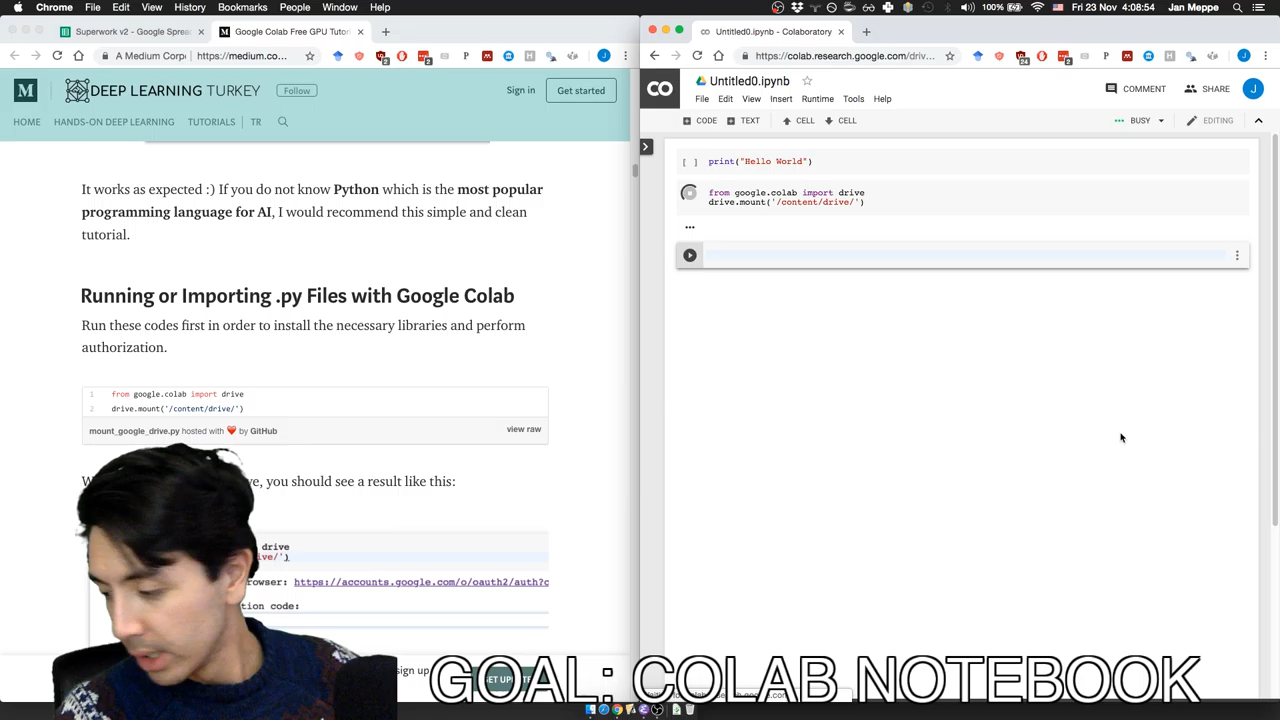 Chrome File Edit View History Bookmarks People Window Help
100% Fri 23 Nov 4:08:54 Jan Meppe
Superwork v2 - Google Spread
Google Colab Free GPU Tutori
A Medium Corp
https://medium.co…
M DEEP LEARNING TURKEY Follow
Sign in Get started
HOME HANDS-ON DEEP LEARNING TUTORIALS TR
It works as expected :) If you do not know Python which is the most popular
programming language for AI, I would recommend this simple and clean
tutorial.
Running or Importing .py Files with Google Colab
Run these codes first in order to install the necessary libraries and perform
authorization.
1 from google.colab import drive
2 drive.mount('/content/drive/')
mount_google_drive.py hosted with ❤ by GitHub view raw
ve, you should see a result like this:
drive
ive/')
rowser: https://accounts.google.com/o/oauth2/auth?c
tion code:
sign up
Untitled0.ipynb - Colaboratory
https://colab.research.google.com/driv…
CO Untitled0.ipynb
COMMENT SHARE J
File Edit View Insert Runtime Tools Help
CODE TEXT CELL CELL
BUSY EDITING
[ ] print("Hello World")
from google.colab import drive
drive.mount('/content/drive/')
...
GOAL: COLAB NOTEBOOK